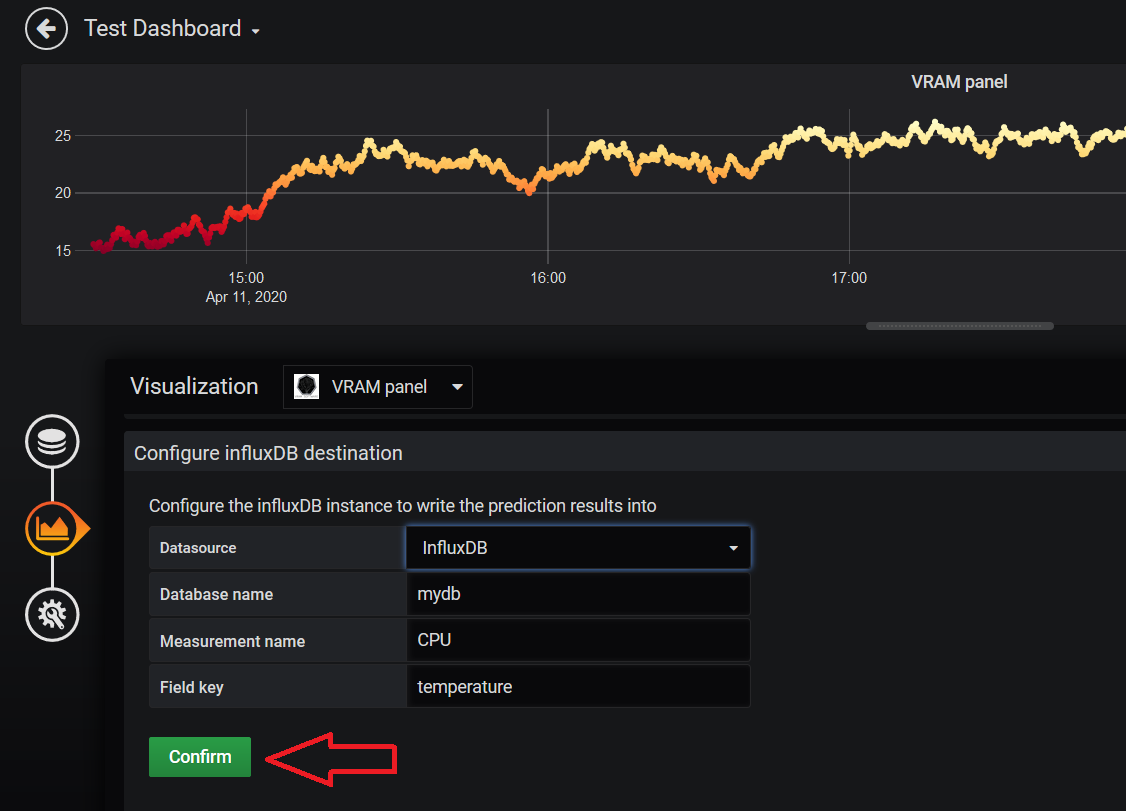 Test Dashboard
VRAM panel
25
20
15
15:00 16:00 17:00
Apr 11, 2020
Visualization VRAM panel
Configure influxDB destination
Configure the influxDB instance to write the prediction results into
Datasource InfluxDB
Database name mydb
Measurement name CPU
Field key temperature
Confirm